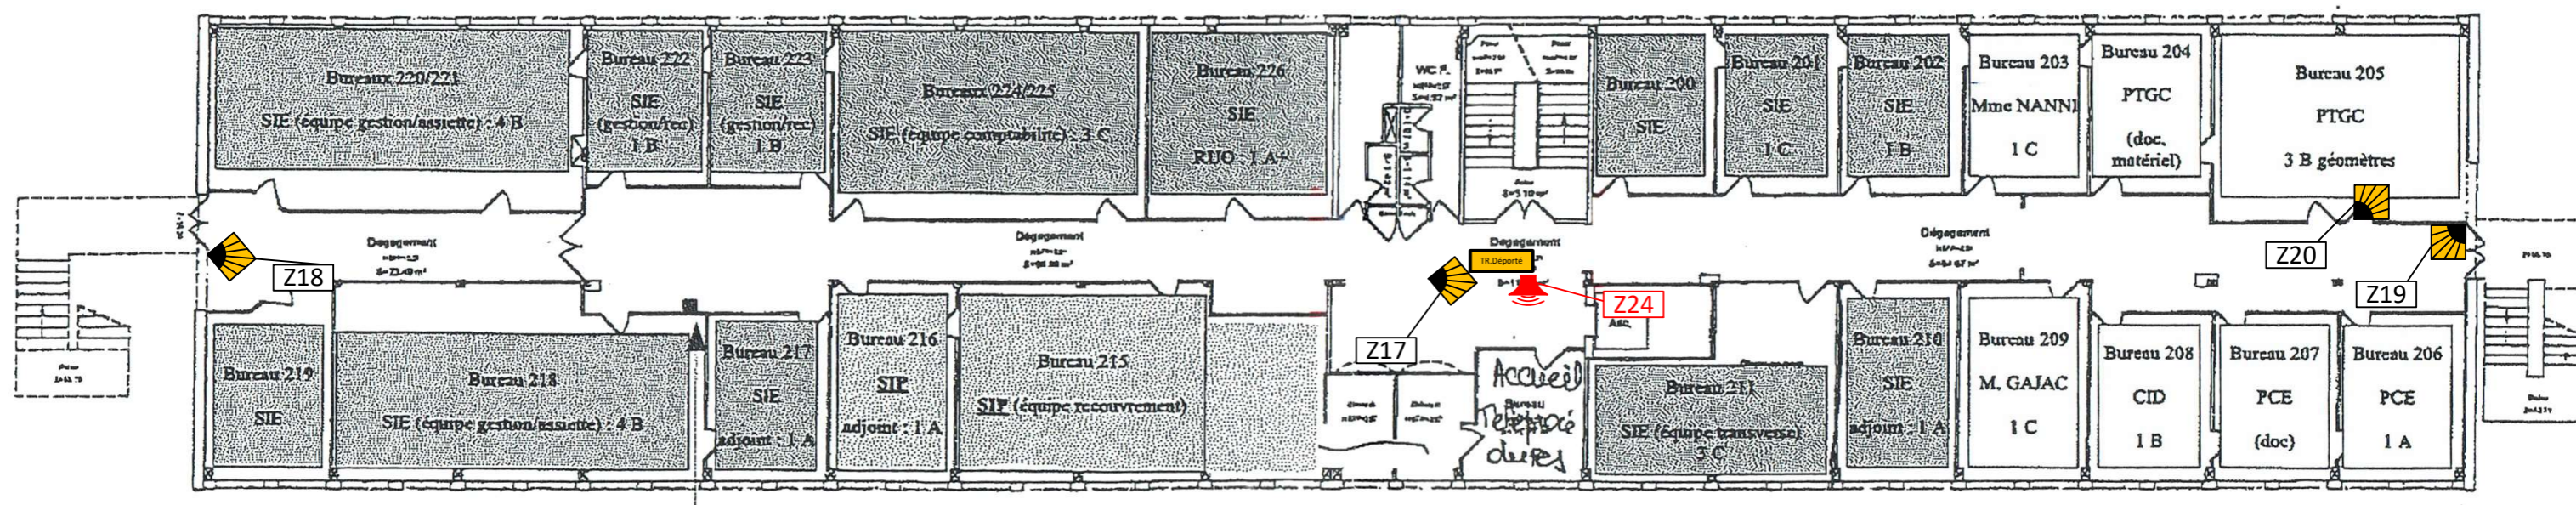 Bureaux 220/221
SIE (équipe gestion/assiette) : 4 B
Bureau 222
SIE
(gestion/rec)
1 B
Bureau 223
SIE
(gestion/rec)
1 B
Bureaux 224/225
SIE (équipe comptabilité) : 3 C
Bureau 226
SIE
RUO : 1 A+
WC F.
Bureau 200
SIE
Bureau 201
SIE
1 C
Bureau 202
SIE
1 B
Bureau 203
Mme NANNI
1 C
Bureau 204
PTGC
(doc,
matériel)
Bureau 205
PTGC
3 B géomètres
Dégagement
Dégagement
Dégagement
Dégagement
Z18
TR.Déporté
Z24
Z17
Z20
Z19
Asc.
Bureau 219
SIE
Bureau 218
SIE (équipe gestion/assiette) : 4 B
Bureau 217
SIE
adjoint : 1 A
Bureau 216
SIP
adjoint : 1 A
Bureau 215
SIP (équipe recouvrement)
Accueil
Bureau
Bureau 211
SIE (équipe transverse)
3 C
Bureau 210
SIE
adjoint : 1 A
Bureau 209
M. GAJAC
1 C
Bureau 208
CID
1 B
Bureau 207
PCE
(doc)
Bureau 206
PCE
1 A